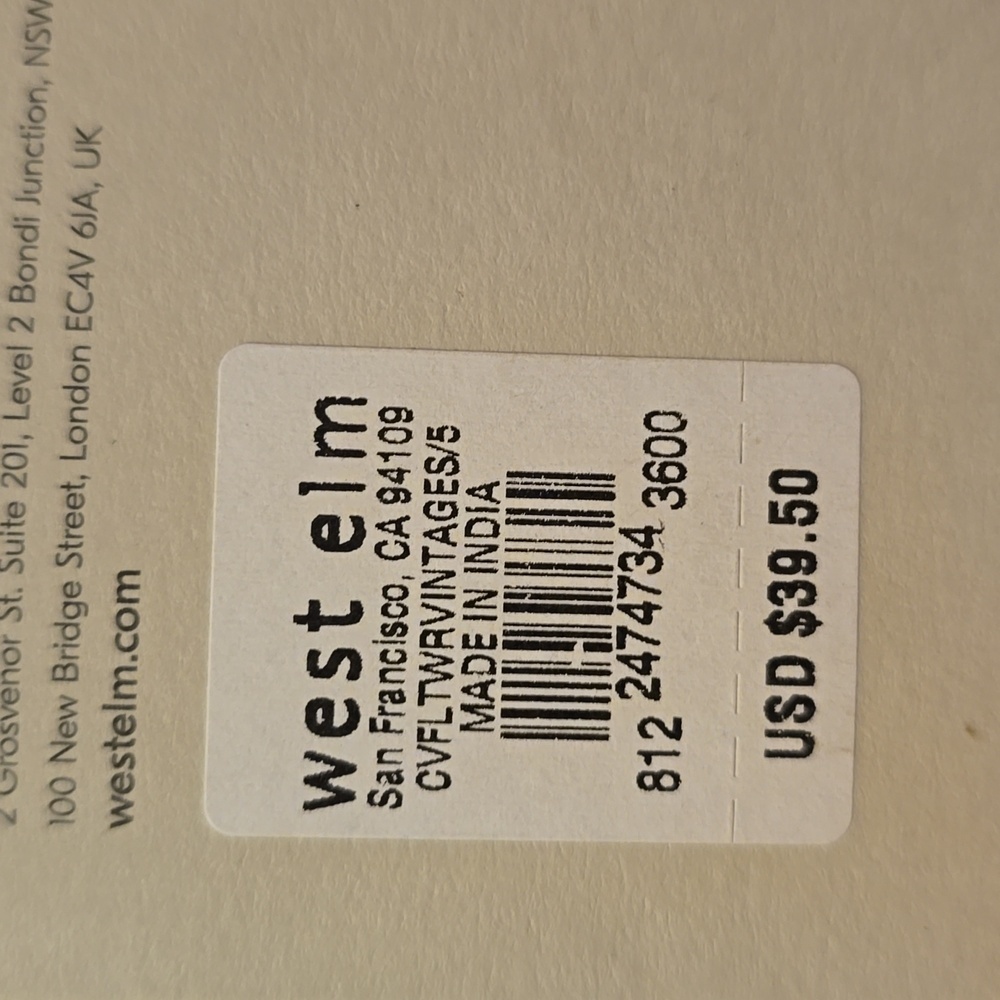 2 Grosvenor St. Suite 201, Level 2 Bondi Junction, NSW
100 New Bridge Street, London EC4V 6JA, UK
westelm.com
west elm
San Francisco, CA 94109
CVFLTWRVINTAGES/5
MADE IN INDIA
812 2474734 3600
USD $39.50